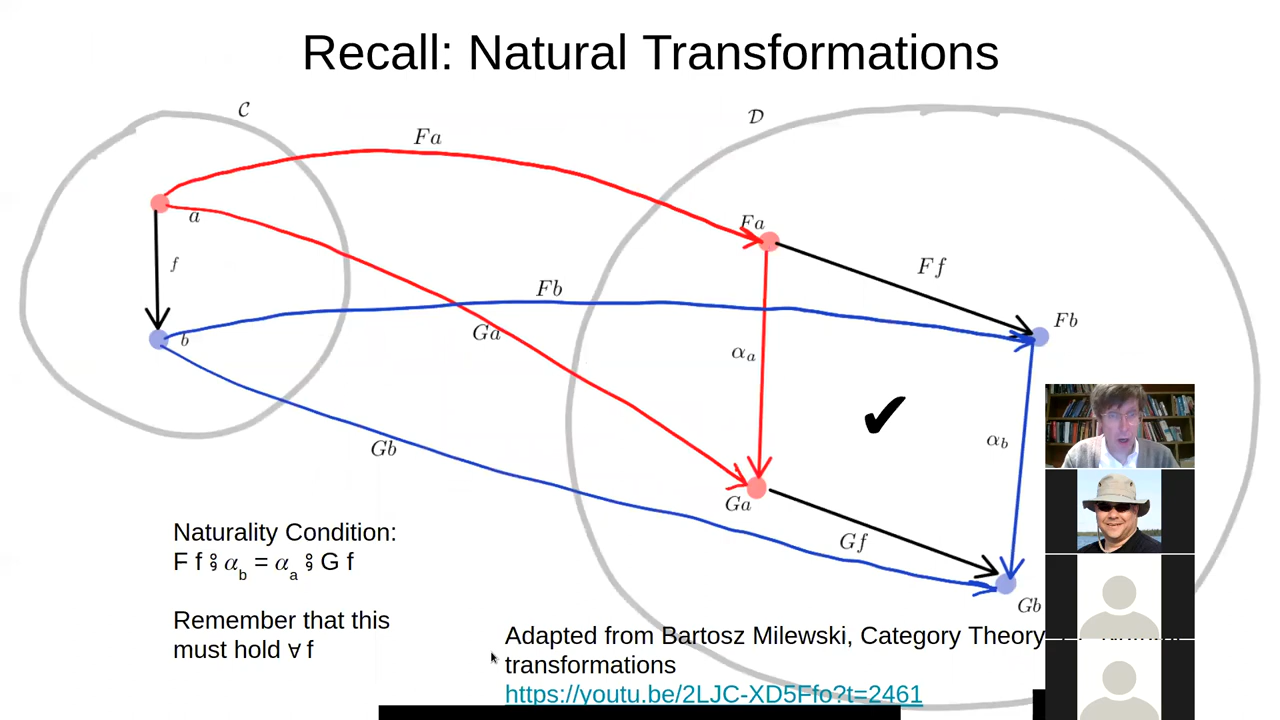 Recall: Natural Transformations
𝒞
𝒟
Fa
a
Fa
f
Ff
Fb
Fb
Ga
b
αa
αb
Gb
Ga
Gf
Gb
Naturality Condition:
F f ⨟ αb = αa ⨟ G f
Remember that this
must hold ∀ f
Adapted from Bartosz Milewski, Category Theory
transformations
https://youtu.be/2LJC-XD5Ffo?t=2461